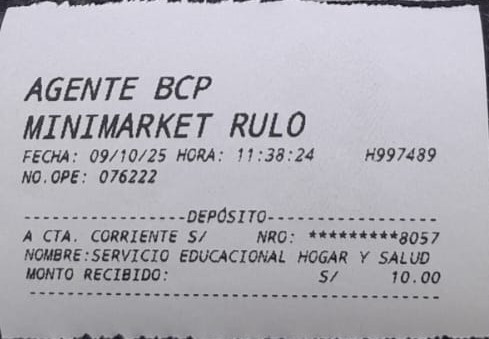 AGENTE BCP
MINIMARKET RULO
FECHA: 09/10/25 HORA: 11:38:24 H997489
NO.OPE: 076222
-----------------DEPÓSITO------------------
A CTA. CORRIENTE S/ NRO: *********8057
NOMBRE:SERVICIO EDUCACIONAL HOGAR Y SALUD
MONTO RECIBIDO: S/ 10.00
-------------------------------------------